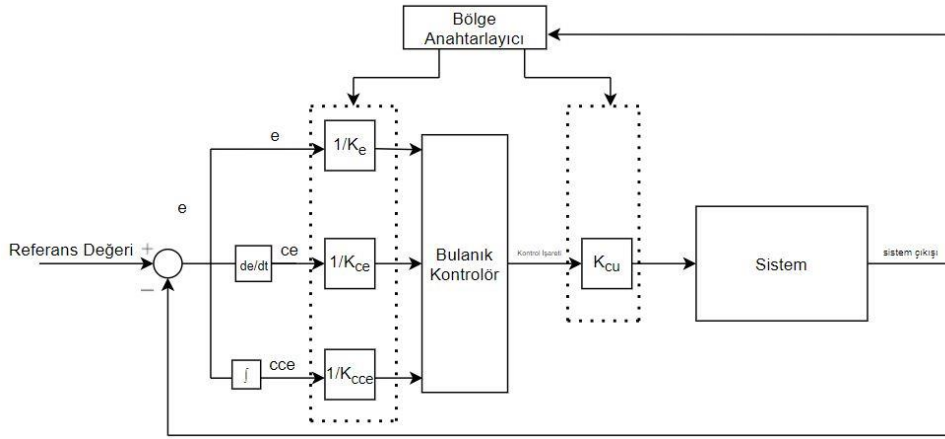 Bölge
Anahtarlayıcı
e
1/Ke
e
Referans Değeri
+
−
de/dt
ce
1/Kce
Bulanık
Kontrolör
Kontrol İşareti
Kcu
Sistem
sistem çıkışı
∫
cce
1/Kcce